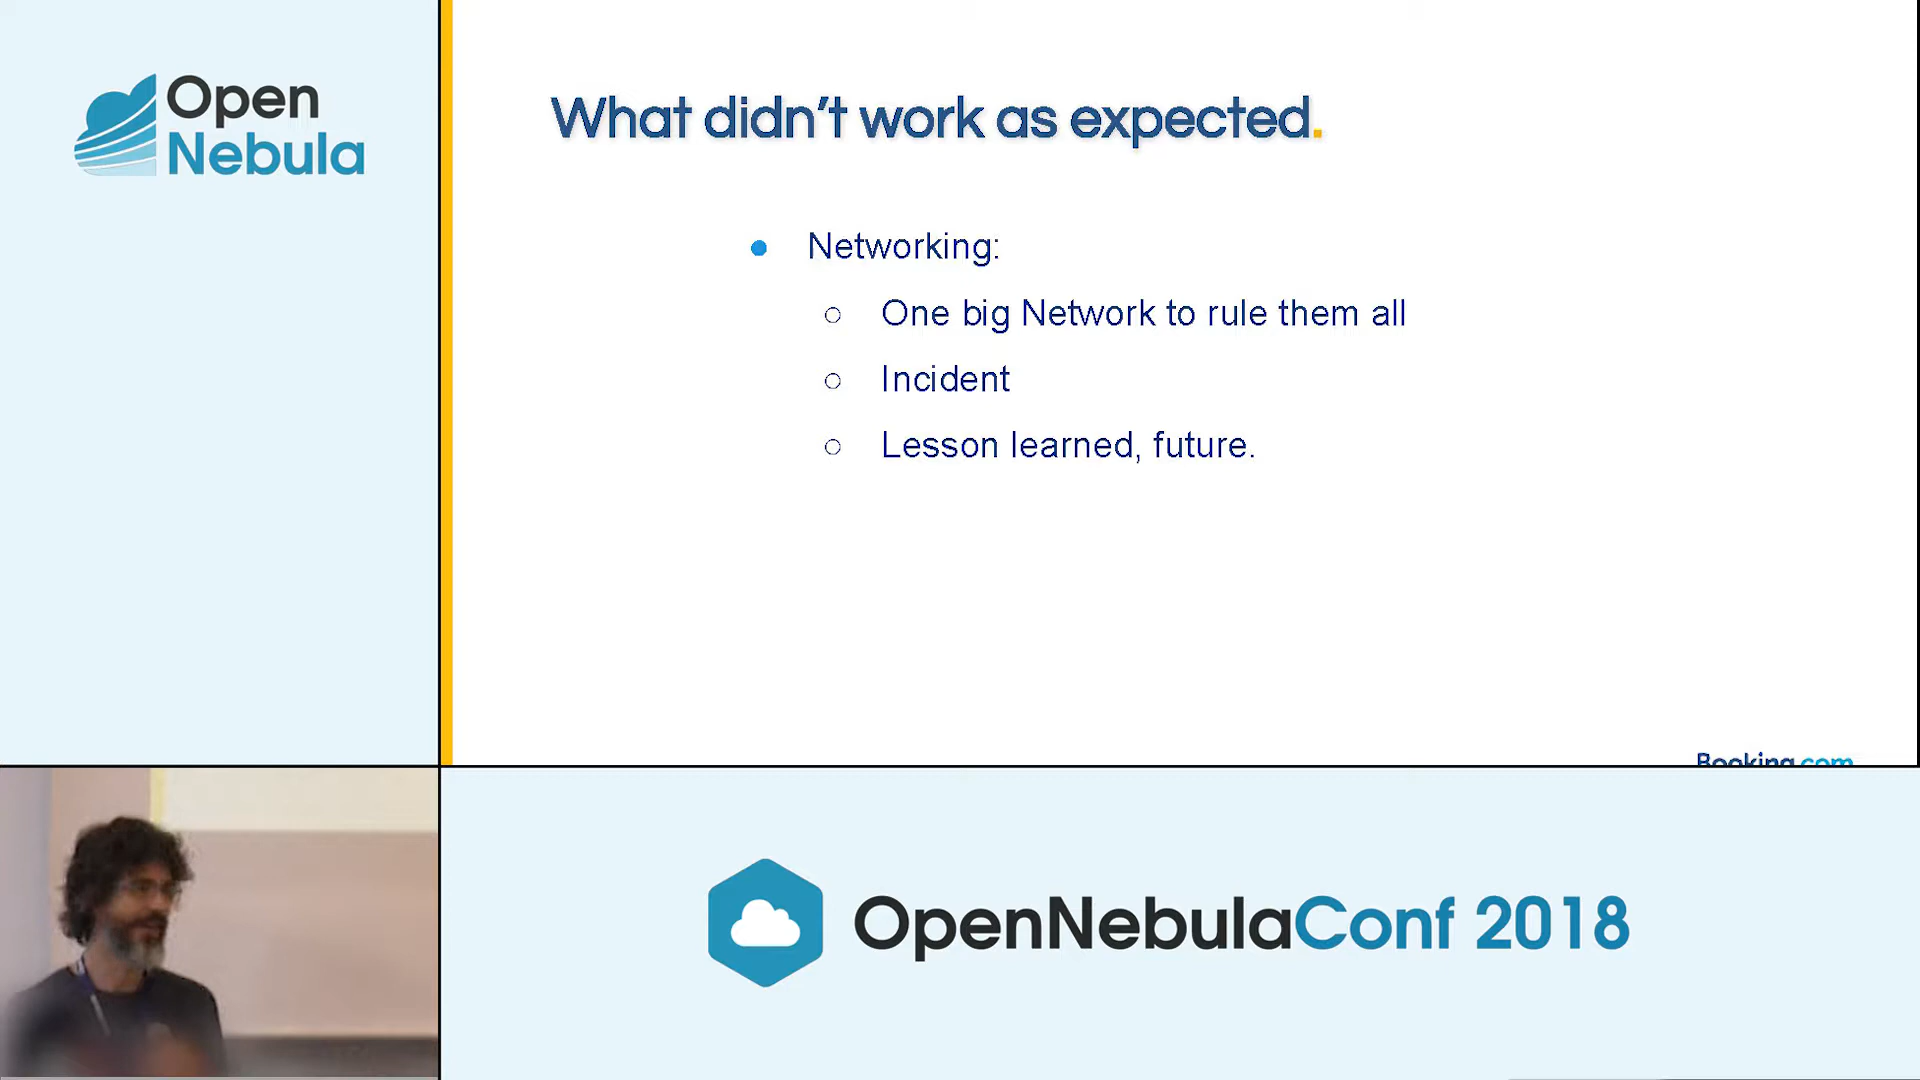 Open
Nebula
What didn’t work as expected.
Networking:
One big Network to rule them all
Incident
Lesson learned, future.
Booking.com
OpenNebulaConf 2018